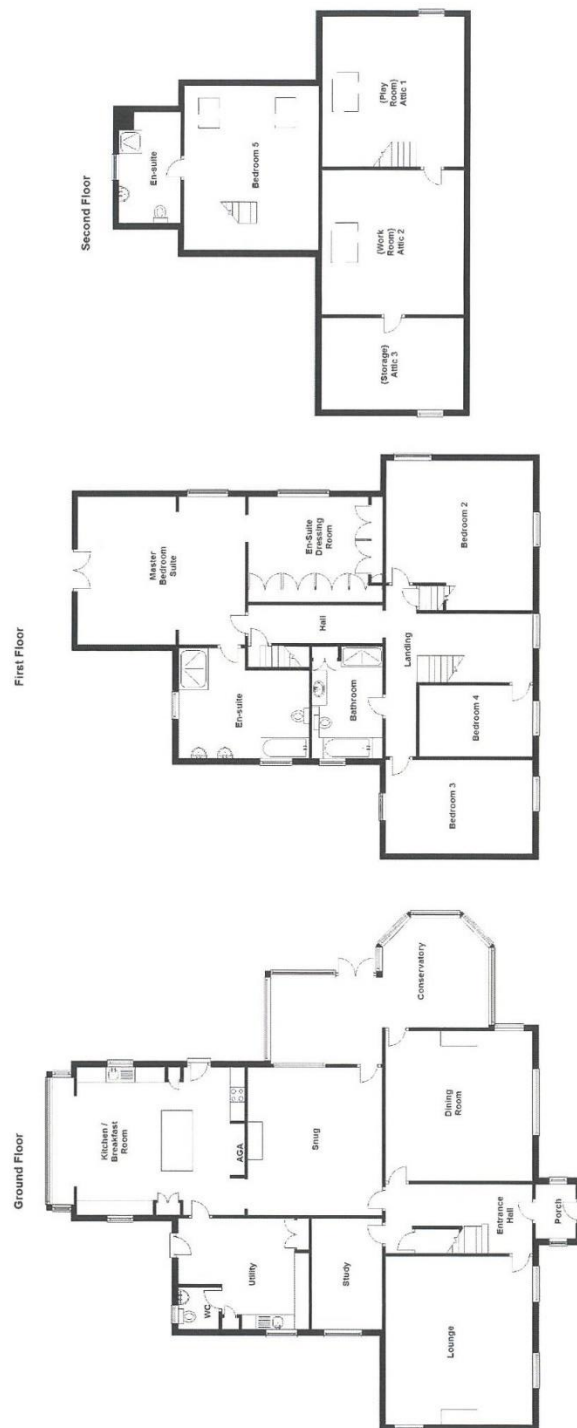 Ground Floor
Kitchen /
Breakfast
Room
AGA
Snug
Utility
WC
Study
Conservatory
Dining
Room
Entrance
Hall
Porch
Lounge
First Floor
Master
Bedroom
Suite
En-Suite
Dressing
Room
Hall
En-suite
Bathroom
Landing
Bedroom 2
Bedroom 4
Bedroom 3
Second Floor
En-suite
Bedroom 5
(Play
Room)
Attic 1
(Work
Room)
Attic 2
(Storage)
Attic 3